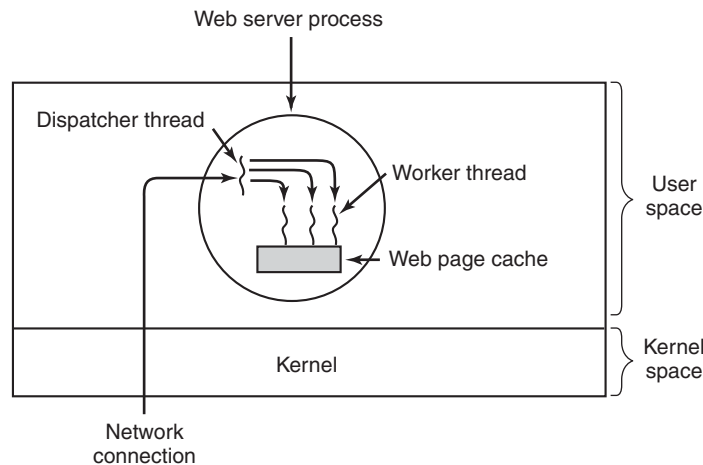 Web server process
Dispatcher thread
Worker thread
User
space
Web page cache
Kernel
Kernel
space
Network
connection